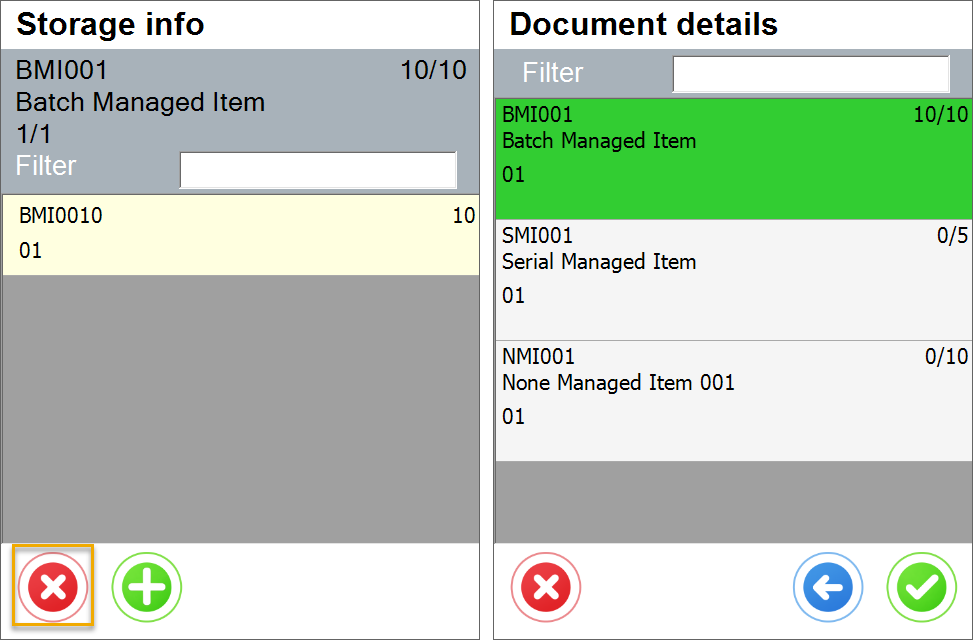 Storage info
BMI001 10/10
Batch Managed Item
1/1
Filter
BMI0010 10
01
Document details
Filter
BMI001 10/10
Batch Managed Item
01
SMI001 0/5
Serial Managed Item
01
NMI001 0/10
None Managed Item 001
01